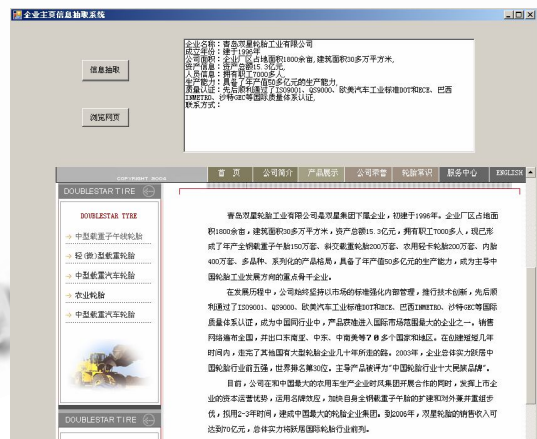 企业主页信息抽取系统
信息抽取
浏览网页
企业名称：青岛双星轮胎工业有限公司
成立年份：建于1996年
公司面积：企业厂区占地面积1800余亩,建筑面积30多万平方米,
资产信息：资产总额15.3亿元,
人员信息：拥有职工7000多人,
生产能力：具备了年产值50多亿元的生产能力,
质量认证：先后顺利通过了ISO9001、QS9000、欧美汽车工业标准DOT和ECE、巴西
INMETRO、沙特GCC等国际质量体系认证,
联系方式：
COPYRIGHT 2004
首 页 公司简介 产品展示 公司荣誉 轮胎常识 服务中心 ENGLISH
DOUBLESTAR TIRE
DOUBLESTAR TYRE
中型载重子午线轮胎
轻(微)型载重轮胎
中型载重汽车轮胎
农业轮胎
中型载重汽车轮胎
DOUBLESTAR TIRE
青岛双星轮胎工业有限公司是双星集团下属企业，初建于1996年。企业厂区占地面
积1800余亩，建筑面积30多万平方米，资产总额15.3亿元，拥有职工7000多人，现已形
成了年产全钢载重子午胎150万套、斜交载重轮胎200万套、农用轻卡轮胎200万套、内胎
400万套、多品种、系列化的产品格局，具备了年产值50多亿元的生产能力，成为主导中
国轮胎工业发展方向的重点骨干企业。
在发展历程中，公司始终坚持以市场的标准强化内部管理，推行技术创新，先后顺
利通过了ISO9001、QS9000、欧美汽车工业标准DOT和ECE、巴西INMETRO、沙特GCC等国际
质量体系认证，成为中国同行业中，产品获准进入国际市场范围最大的企业之一。销售
网络遍布全国，并出口东南亚、中东、中南美等70多个国家和地区。在创建短短几年
时间内，走完了其他国有大型轮胎企业几十年所走的路。2003年，企业总体实力跃居中
国轮胎行业前五强，世界排名第30位。主导产品被评为“中国轮胎行业十大民族品牌”。
目前，公司在和中国最大的农用车生产企业时风集团开展合作的同时，发挥上市企
业的资本运营优势，运用名牌效应，加快自身全钢载重子午胎的扩建和对外兼并重组步
伐，拟用2-3年时间，建成中国最大的轮胎企业集团。到2006年，双星轮胎的销售收入可
达到70亿元，总体实力将跃居国际轮胎行业前列。